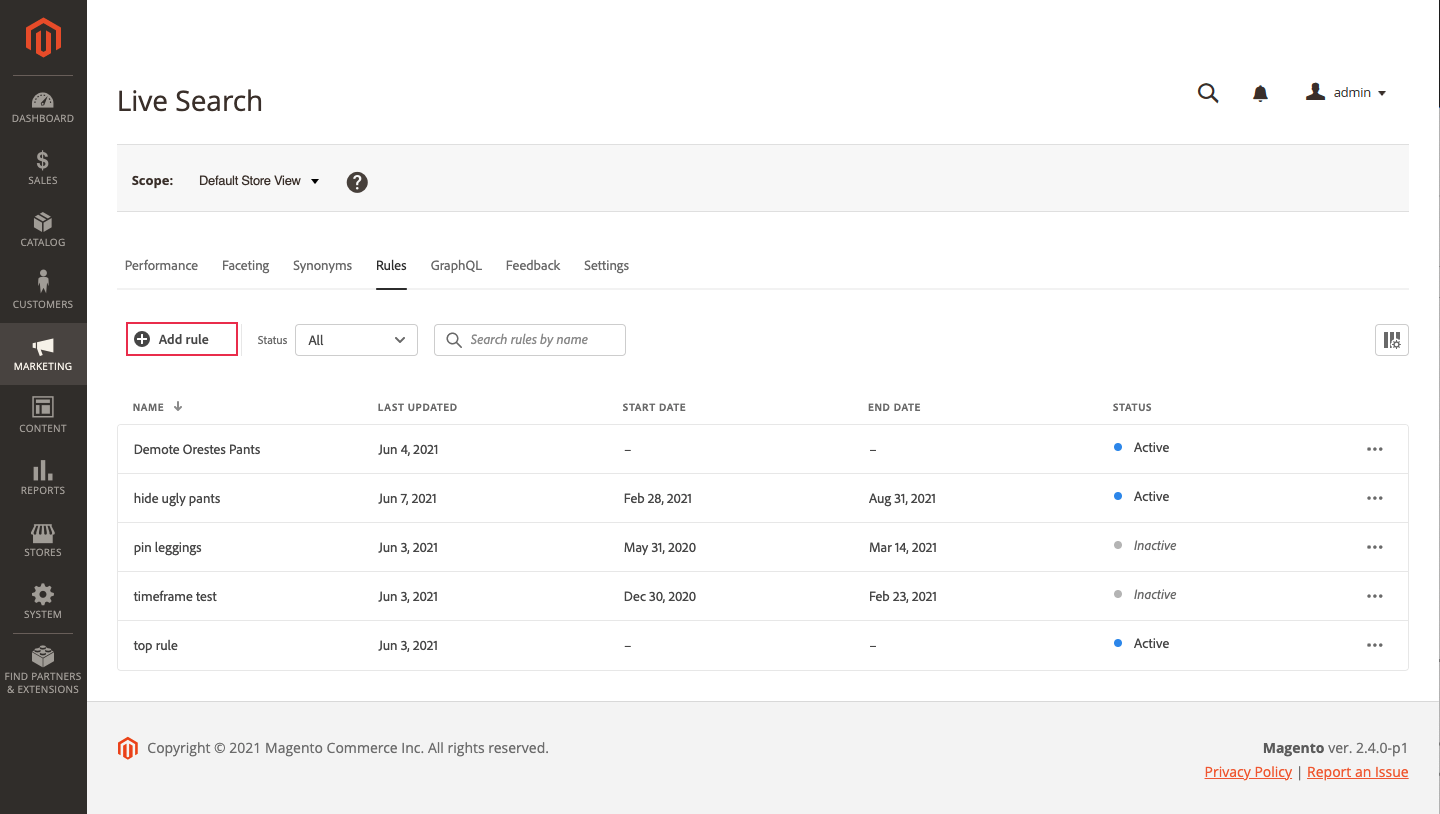 Live Search
admin
DASHBOARD
SALES
CATALOG
CUSTOMERS
MARKETING
CONTENT
REPORTS
STORES
SYSTEM
FIND PARTNERS
& EXTENSIONS
Scope: Default Store View ?
Performance Faceting Synonyms Rules GraphQL Feedback Settings
Add rule Status All Search rules by name
NAME LAST UPDATED START DATE END DATE STATUS
Demote Orestes Pants Jun 4, 2021 – – Active
hide ugly pants Jun 7, 2021 Feb 28, 2021 Aug 31, 2021 Active
pin leggings Jun 3, 2021 May 31, 2020 Mar 14, 2021 Inactive
timeframe test Jun 3, 2021 Dec 30, 2020 Feb 23, 2021 Inactive
top rule Jun 3, 2021 – – Active
Copyright © 2021 Magento Commerce Inc. All rights reserved. Magento ver. 2.4.0-p1
Privacy Policy | Report an Issue